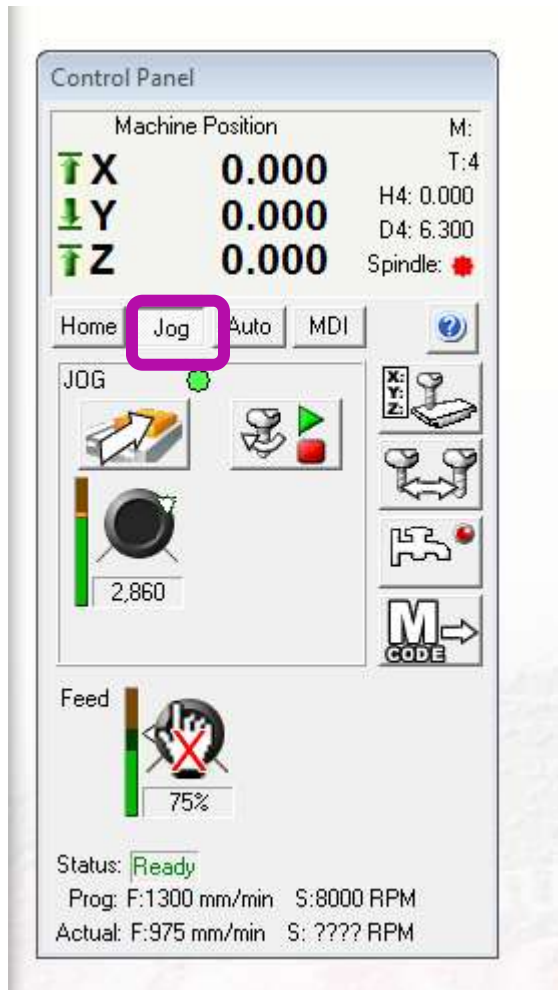 Control Panel
Machine Position M:
X 0.000 T:4
Y 0.000 H4: 0.000
Z 0.000 D4: 6.300
Spindle:
Home Jog Auto MDI ?
JOG
X:
Y:
Z:
2,860
M
CODE
Feed
X
75%
Status: Ready
Prog: F:1300 mm/min S:8000 RPM
Actual: F:975 mm/min S: ???? RPM